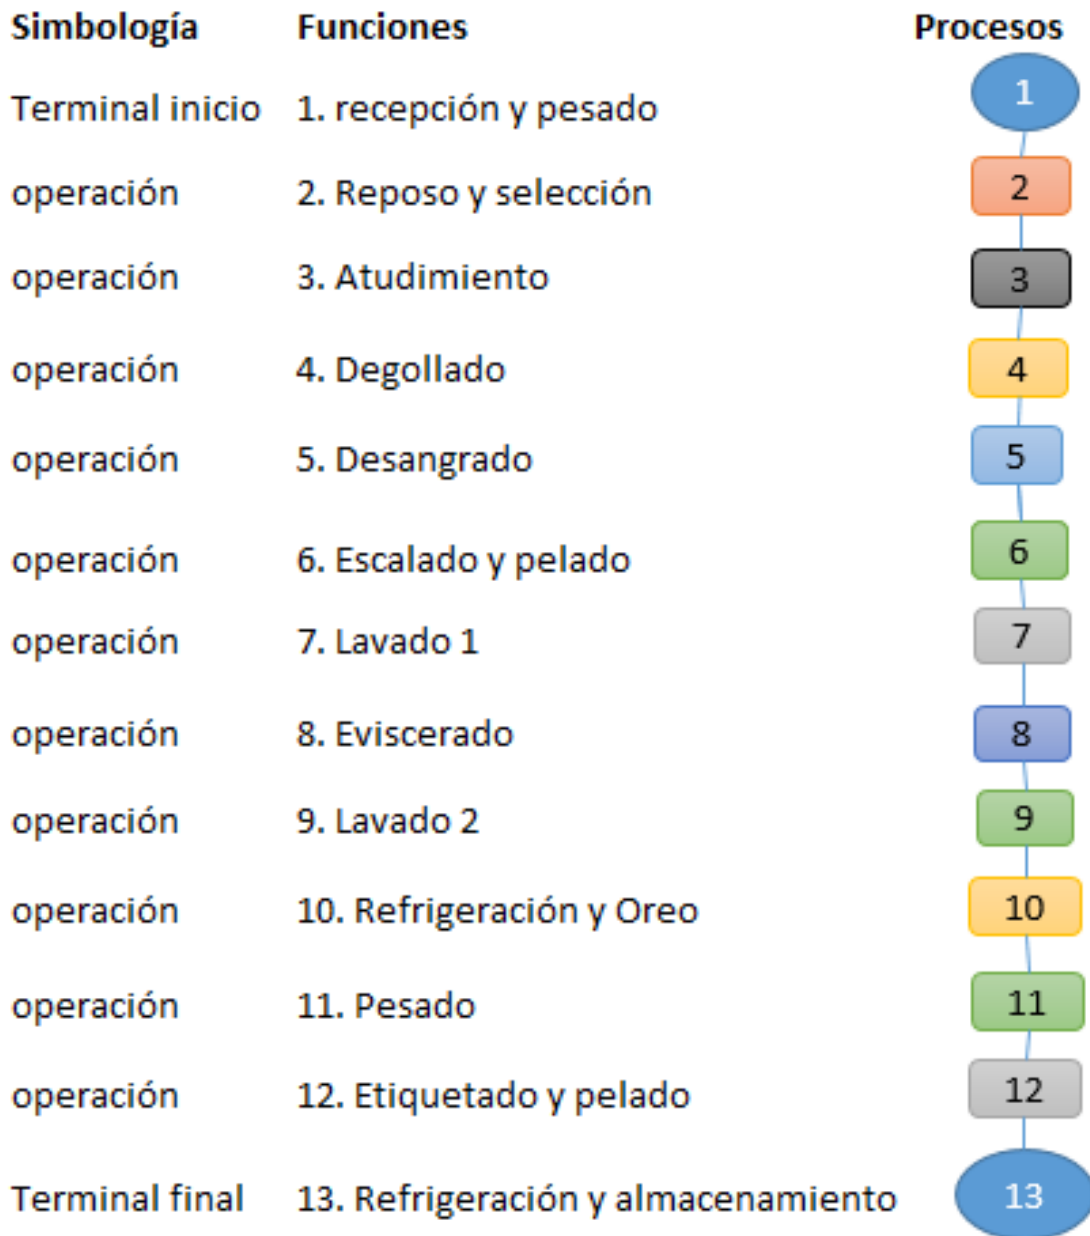 Simbología Funciones Procesos
Terminal inicio 1. recepción y pesado 1
operación 2. Reposo y selección 2
operación 3. Atudimiento 3
operación 4. Degollado 4
operación 5. Desangrado 5
operación 6. Escalado y pelado 6
operación 7. Lavado 1 7
operación 8. Eviscerado 8
operación 9. Lavado 2 9
operación 10. Refrigeración y Oreo 10
operación 11. Pesado 11
operación 12. Etiquetado y pelado 12
Terminal final 13. Refrigeración y almacenamiento 13